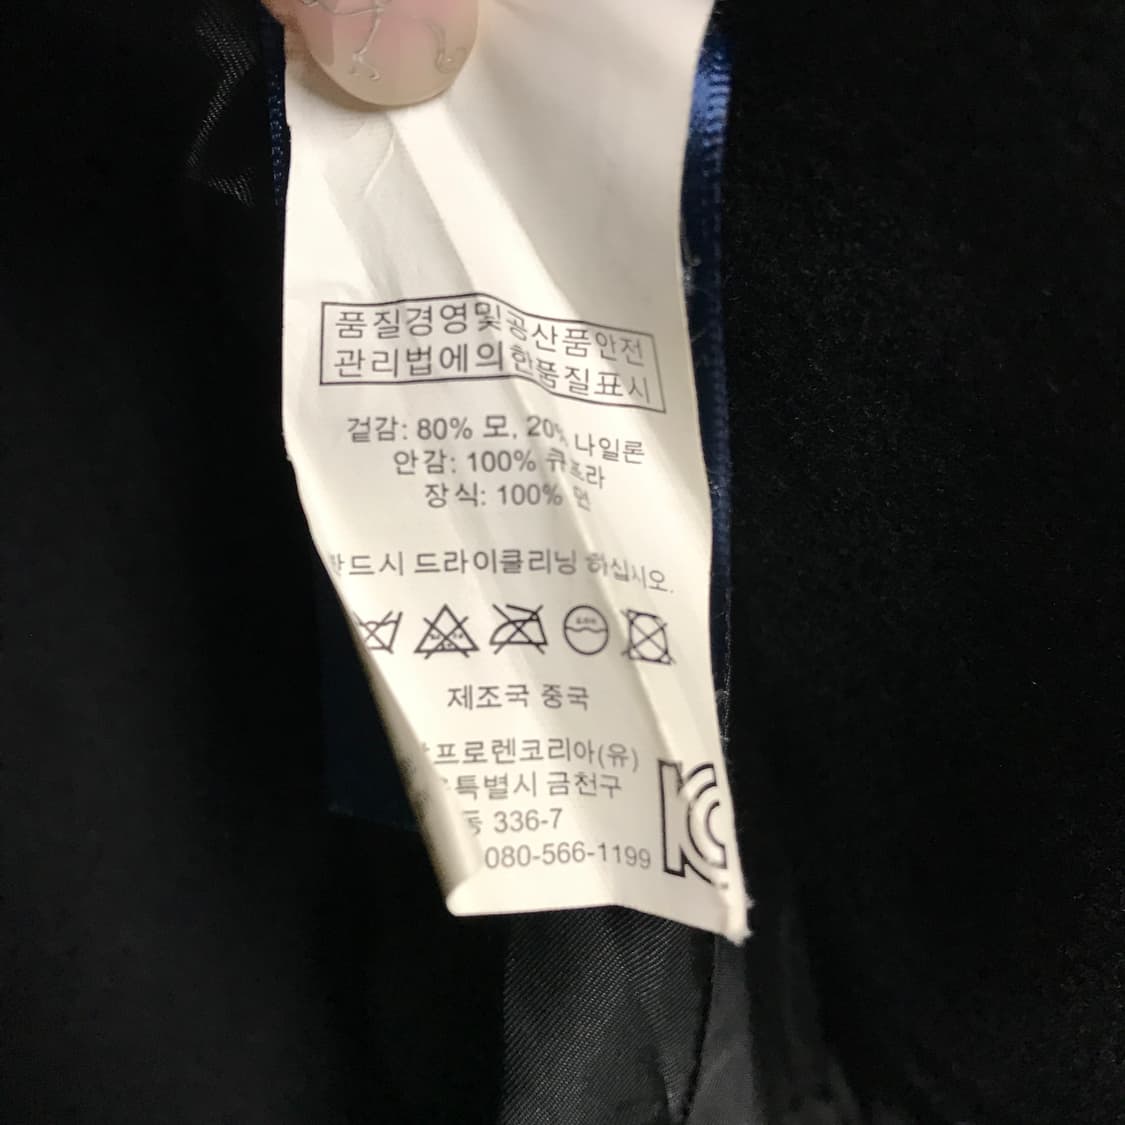 품질경영및공산품안전
관리법에의한품질표시
겉감: 80% 모, 20% 나일론
안감: 100% 큐프라
장식: 100% 면
드시 드라이클리닝 하십시오.
제조국 중국
프로렌코리아(유)
특별시 금천구
동 336-7
080-566-1199
KC